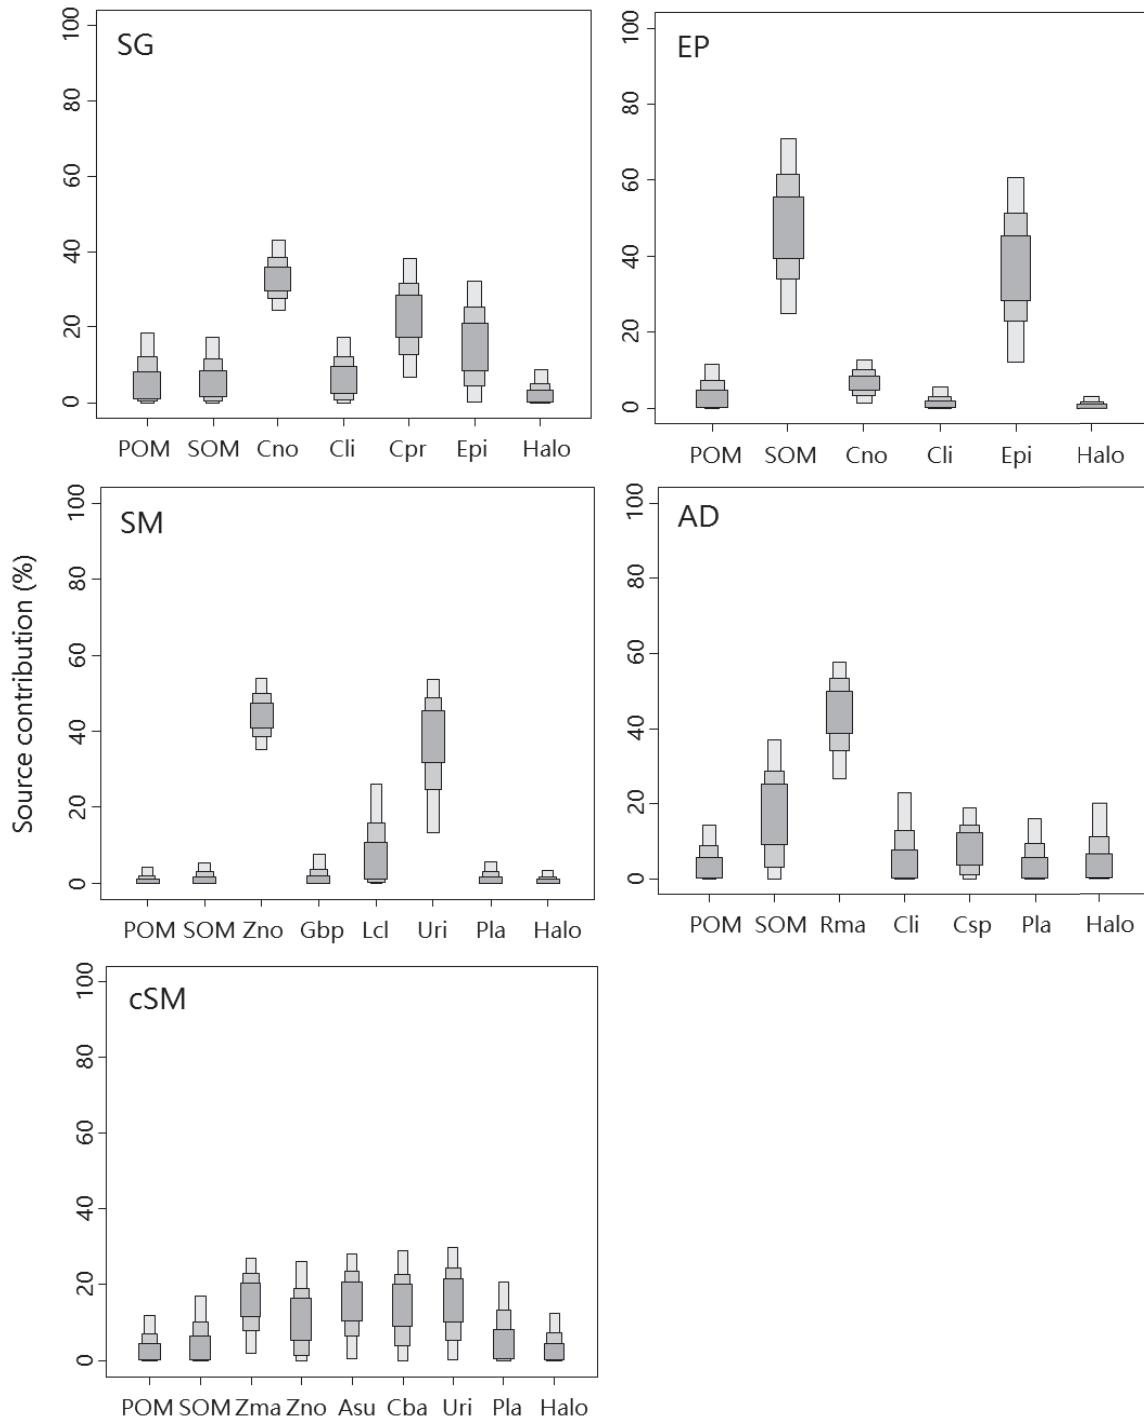 SG
100
80
60
40
20
0
POM SOM Cno Cli Cpr Epi Halo
EP
100
80
60
40
20
0
POM SOM Cno Cli Epi Halo
Source contribution (%)
SM
100
80
60
40
20
0
POM SOM Zno Gbp Lcl Uri Pla Halo
AD
100
80
60
40
20
0
POM SOM Rma Cli Csp Pla Halo
cSM
100
80
60
40
20
0
POM SOM Zma Zno Asu Cba Uri Pla Halo